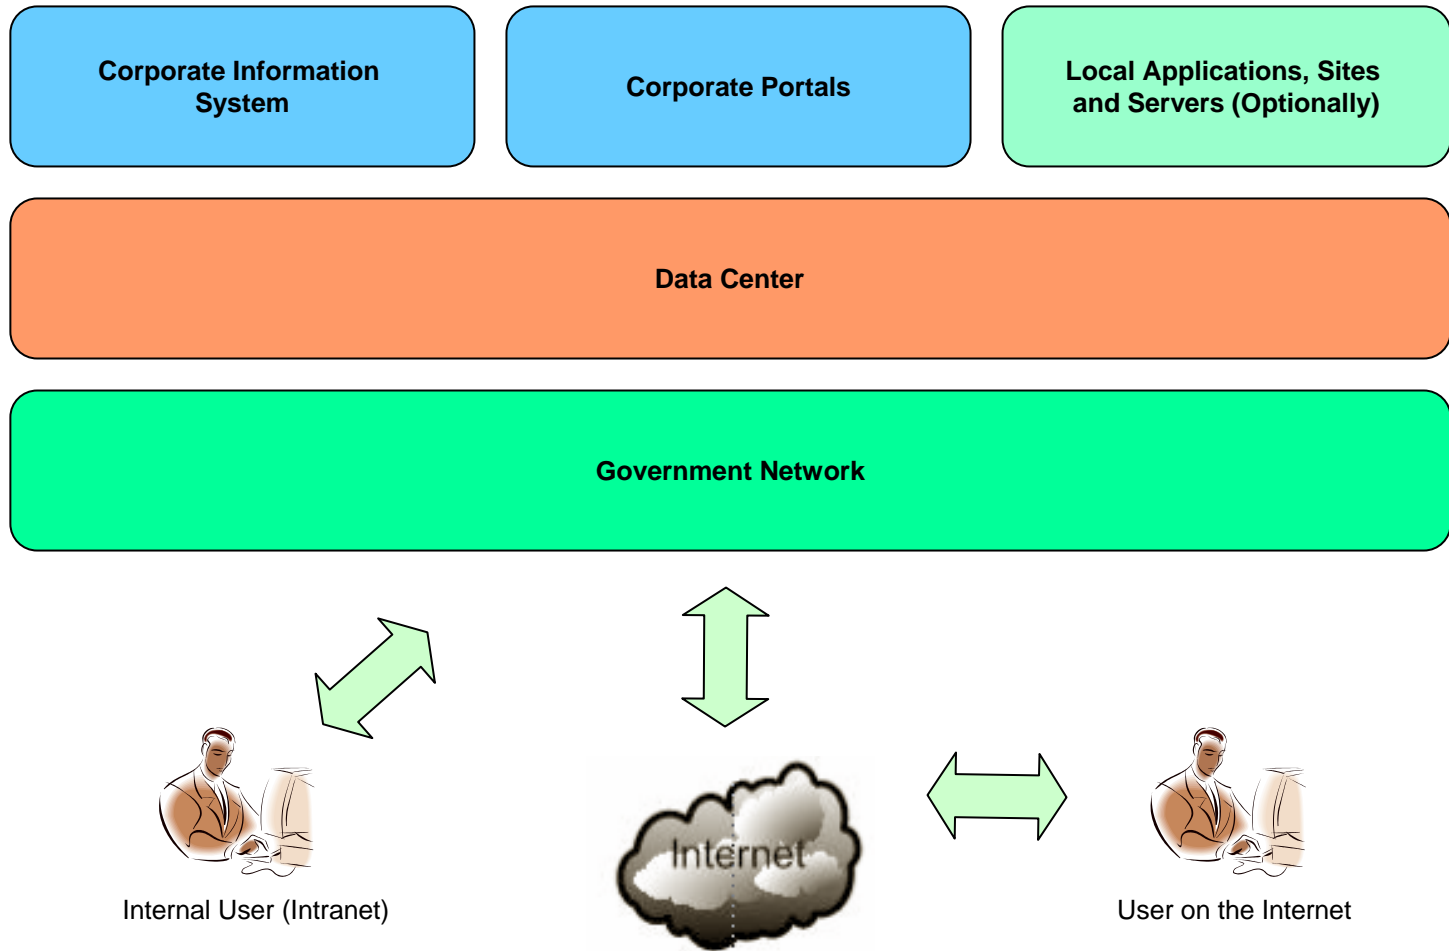 Corporate Information
System
Corporate Portals
Local Applications, Sites
and Servers (Optionally)
Data Center
Government Network
Internet
Internal User (Intranet)
User on the Internet